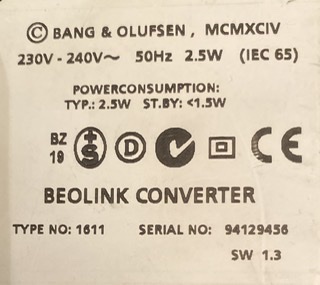 © BANG & OLUFSEN, MCMXCIV
230V - 240V~ 50Hz 2.5W (IEC 65)
POWERCONSUMPTION:
TYP.: 2.5W ST.BY: <1.5W
BZ
19
+S
D
CE
BEOLINK CONVERTER
TYPE NO: 1611 SERIAL NO: 94129456
SW 1.3